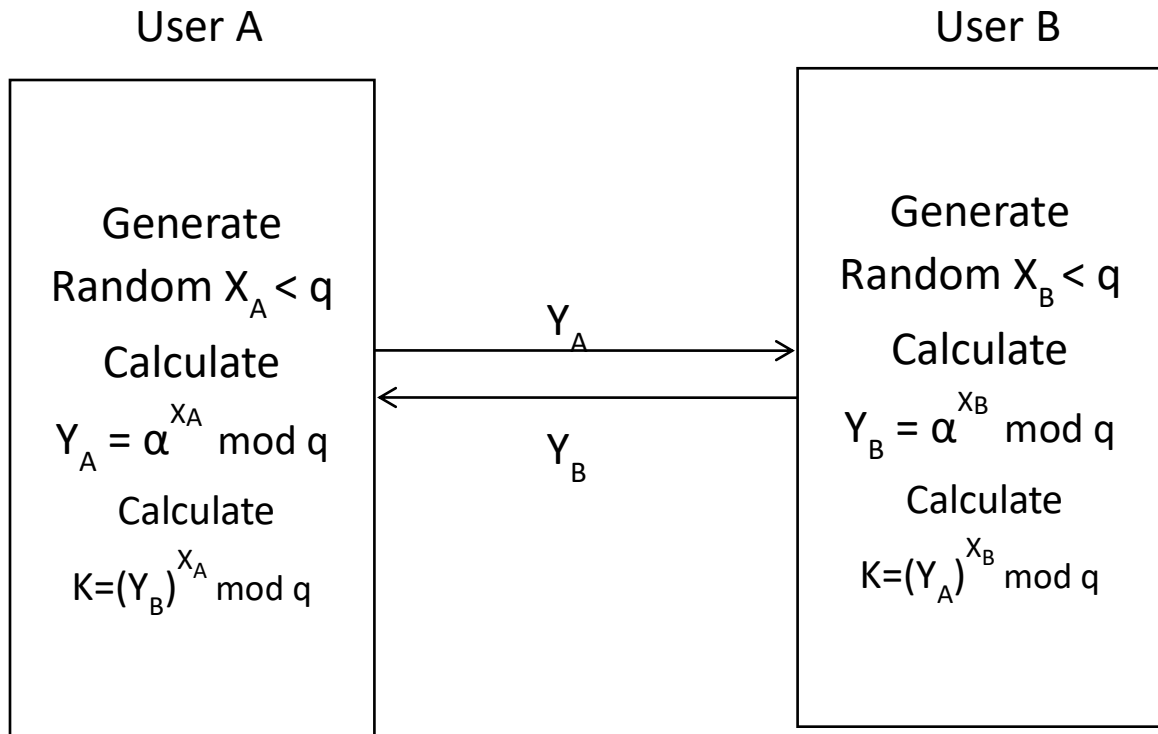 User A
Generate
Random X_A < q
Calculate
Y_A = α^X_A mod q
Calculate
K=(Y_B)^X_A mod q
Y_A
Y_B
User B
Generate
Random X_B < q
Calculate
Y_B = α^X_B mod q
Calculate
K=(Y_A)^X_B mod q